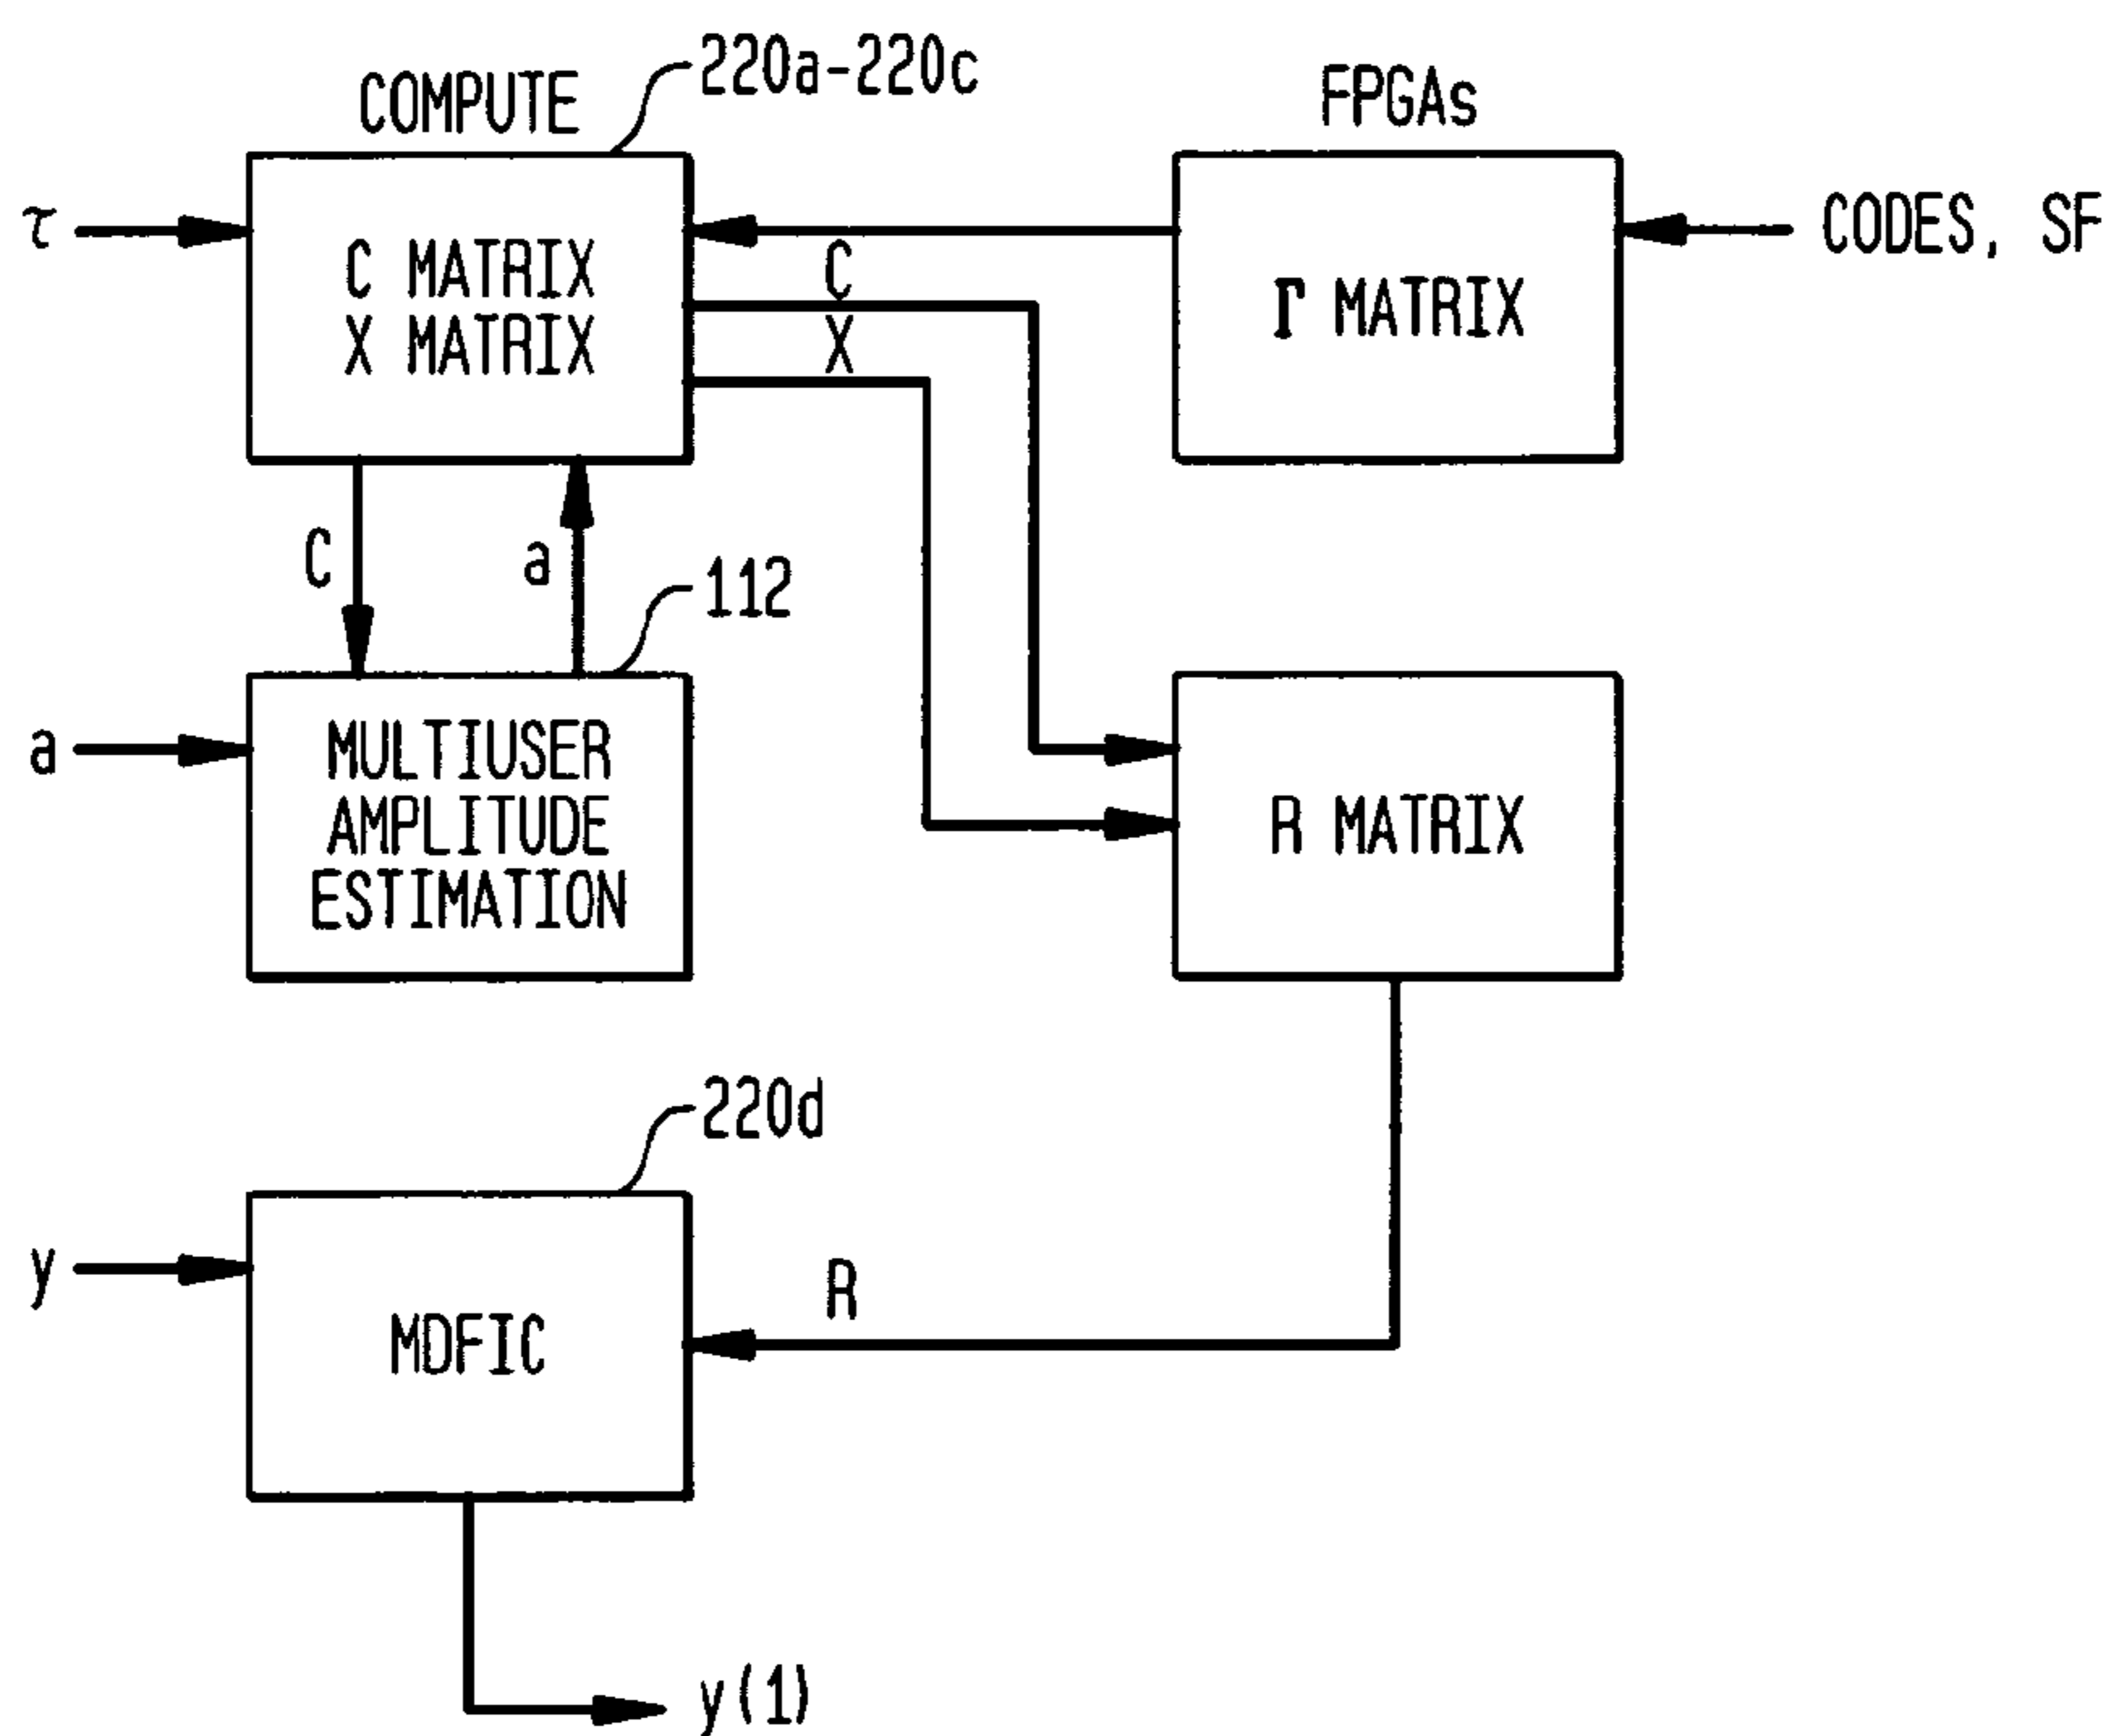 220a-220c
COMPUTE
FPGAs
τ
C MATRIX
X MATRIX
C
X
Γ MATRIX
CODES, SF
C
a
112
a
MULTIUSER
AMPLITUDE
ESTIMATION
R MATRIX
220d
y
MDFIC
R
y(1)